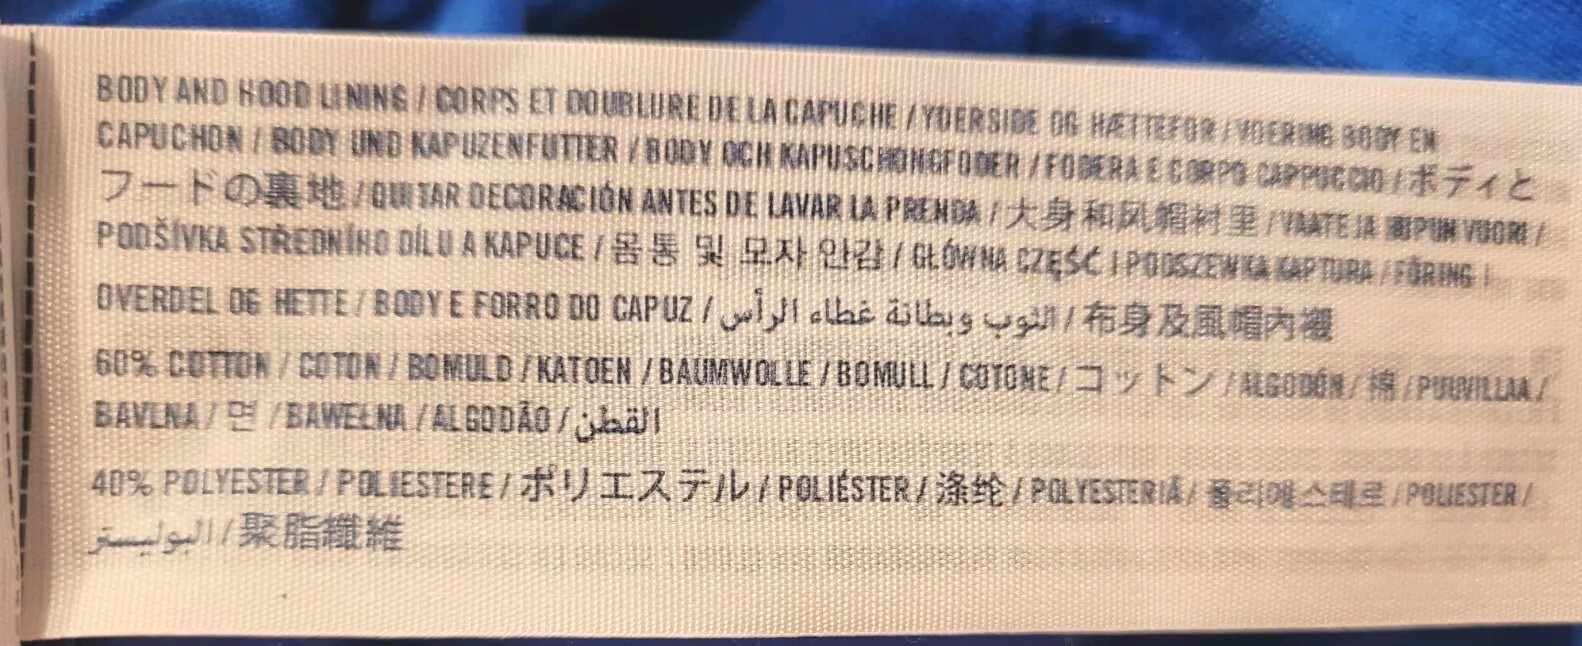 BODY AND HOOD LINING / CORPS ET DOUBLURE DE LA CAPUCHE / YDERSIDE OG HÆTTEFOR / VOERING BODY EN
CAPUCHON / BODY UND KAPUZENFUTTER / BODY OCH KAPUSCHONGFODER / FODERA E CORPO CAPPUCCIO / ボディと
フードの裏地 / QUITAR DECORACIÓN ANTES DE LAVAR LA PRENDA / 大身和风帽衬里 / VAATE JA HUPUN VUORI /
PODŠÍVKA STŘEDNÍHO DÍLU A KAPUCE / 몸통 및 모자 안감 / GŁÓWNA CZĘŚĆ I PODSZEWKA KAPTURA / FÔRING I
OVERDEL OG HETTE / BODY E FORRO DO CAPUZ / الثوب وبطانة غطاء الرأس / 布身及風帽內襯
60% COTTON / COTON / BOMULD / KATOEN / BAUMWOLLE / BOMULL / COTONE / コットン / ALGODÓN / 棉 / PUUVILLAA /
BAVLNA / 면 / BAWEŁNA / ALGODÃO / القطن
40% POLYESTER / POLIESTERE / ポリエステル / POLIÉSTER / 涤纶 / POLYESTERIÄ / 폴리에스테르 / POLIESTER /
البوليستر / 聚脂纖維